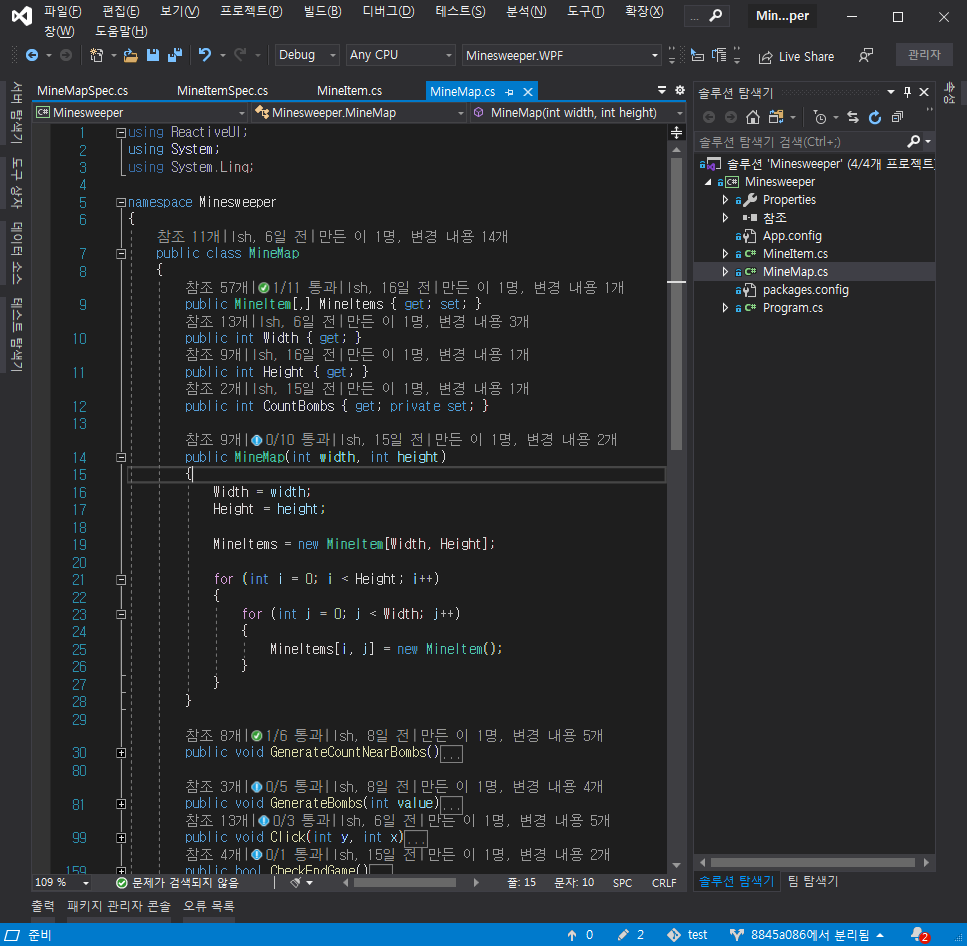 파일(F) 편집(E) 보기(V) 프로젝트(P) 빌드(B) 디버그(D) 테스트(S) 분석(N) 도구(T) 확장(X) ... Min...per
창(W) 도움말(H)
Debug Any CPU Minesweeper.WPF Live Share 관리자
서버 탐색기
도구 상자
데이터 소스
테스트 탐색기
MineMapSpec.cs MineItemSpec.cs MineItem.cs MineMap.cs
Minesweeper Minesweeper.MineMap MineMap(int width, int height)
1 using ReactiveUI;
2 using System;
3 using System.Linq;
4
5 namespace Minesweeper
6 {
참조 11개|lsh, 6일 전|만든 이 1명, 변경 내용 14개
7 public class MineMap
8 {
참조 57개|1/11 통과|lsh, 16일 전|만든 이 1명, 변경 내용 1개
9 public MineItem[,] MineItems { get; set; }
참조 13개|lsh, 6일 전|만든 이 1명, 변경 내용 3개
10 public int Width { get; }
참조 9개|lsh, 16일 전|만든 이 1명, 변경 내용 1개
11 public int Height { get; }
참조 2개|lsh, 15일 전|만든 이 1명, 변경 내용 1개
12 public int CountBombs { get; private set; }
13
참조 9개|0/10 통과|lsh, 15일 전|만든 이 1명, 변경 내용 2개
14 public MineMap(int width, int height)
15 {
16 Width = width;
17 Height = height;
18
19 MineItems = new MineItem[Width, Height];
20
21 for (int i = 0; i < Height; i++)
22 {
23 for (int j = 0; j < Width; j++)
24 {
25 MineItems[i, j] = new MineItem();
26 }
27 }
28 }
29
참조 8개|1/6 통과|lsh, 8일 전|만든 이 1명, 변경 내용 5개
30 public void GenerateCountNearBombs()...
80
참조 3개|0/5 통과|lsh, 8일 전|만든 이 1명, 변경 내용 4개
81 public void GenerateBombs(int value)...
참조 13개|0/3 통과|lsh, 6일 전|만든 이 1명, 변경 내용 5개
99 public void Click(int y, int x)...
참조 4개|0/1 통과|lsh, 15일 전|만든 이 1명, 변경 내용 2개
159 public bool CheckEndGame()
109 % 문제가 검색되지 않음 줄: 15 문자: 10 SPC CRLF
출력 패키지 관리자 콘솔 오류 목록
솔루션 탐색기
솔루션 탐색기 검색(Ctrl+;)
솔루션 'Minesweeper' (4/4개 프로젝트)
Minesweeper
Properties
참조
App.config
MineItem.cs
MineMap.cs
packages.config
Program.cs
솔루션 탐색기 팀 탐색기
속성
준비 0 2 test 8845a086에서 분리됨 2